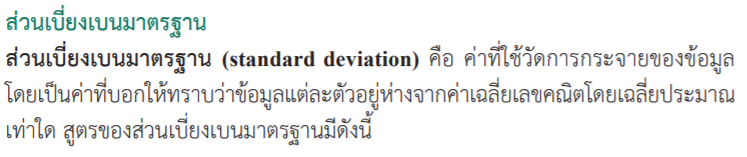 ส่วนเบี่ยงเบนมาตรฐาน
ส่วนเบี่ยงเบนมาตรฐาน (standard deviation) คือ ค่าที่ใช้วัดการกระจายของข้อมูล
โดยเป็นค่าที่บอกให้ทราบว่าข้อมูลแต่ละตัวอยู่ห่างจากค่าเฉลี่ยเลขคณิตโดยเฉลี่ยประมาณ
เท่าใด สูตรของส่วนเบี่ยงเบนมาตรฐานมีดังนี้